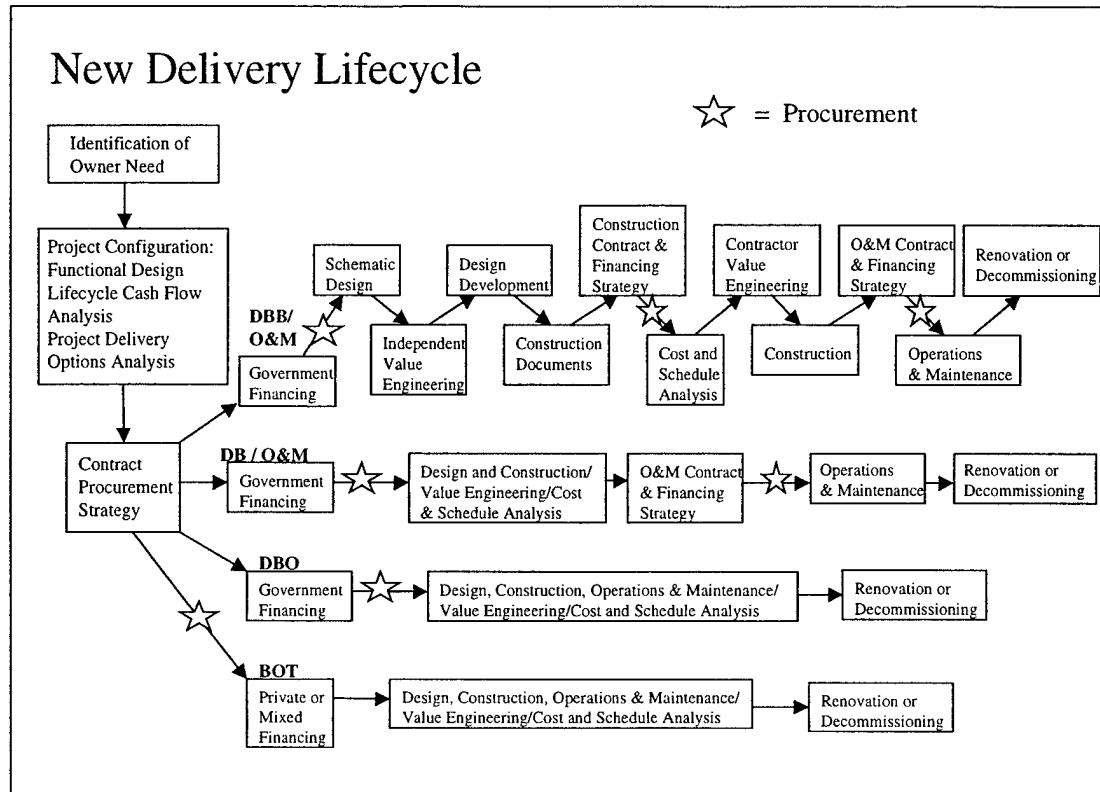 New Delivery Lifecycle
= Procurement
Identification of
Owner Need
Project Configuration:
Functional Design
Lifecycle Cash Flow
Analysis
Project Delivery
Options Analysis
Contract
Procurement
Strategy
DBB/
O&M
Government
Financing
Schematic
Design
Independent
Value
Engineering
Design
Development
Construction
Documents
Construction
Contract &
Financing
Strategy
Cost and
Schedule
Analysis
Contractor
Value
Engineering
Construction
O&M Contract
& Financing
Strategy
Operations
& Maintenance
Renovation or
Decommissioning
DB / O&M
Government
Financing
Design and Construction/
Value Engineering/Cost
& Schedule Analysis
O&M Contract
& Financing
Strategy
Operations
& Maintenance
Renovation or
Decommissioning
DBO
Government
Financing
Design, Construction, Operations & Maintenance/
Value Engineering/Cost and Schedule Analysis
Renovation or
Decommissioning
BOT
Private or
Mixed
Financing
Design, Construction, Operations & Maintenance/
Value Engineering/Cost and Schedule Analysis
Renovation or
Decommissioning